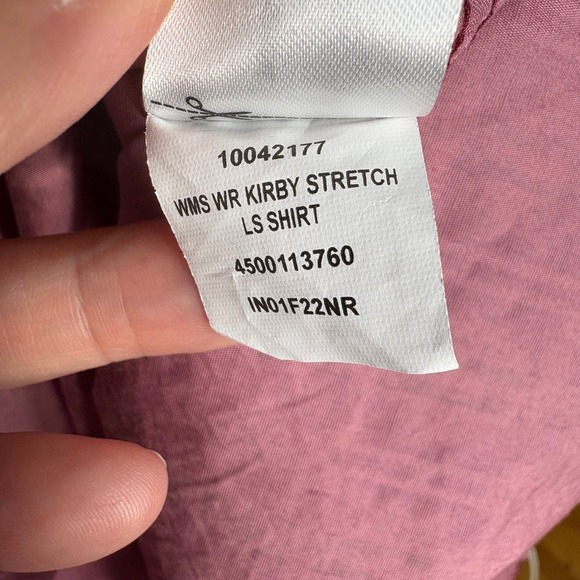 10042177
WMS WR KIRBY STRETCH
LS SHIRT
4500113760
IN01F22NR